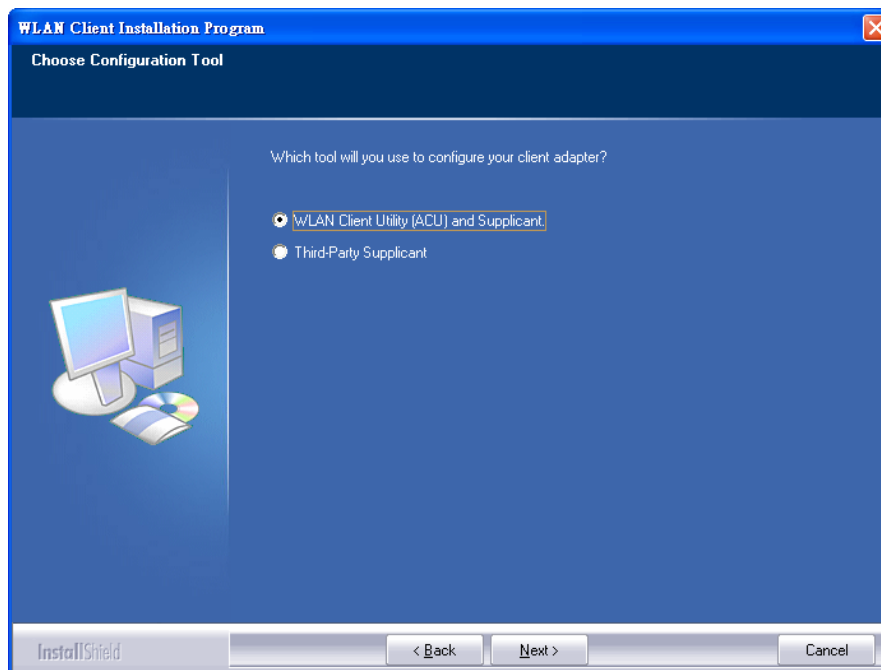 WLAN Client Installation Program
Choose Configuration Tool
Which tool will you use to configure your client adapter?
WLAN Client Utility (ACU) and Supplicant.
Third-Party Supplicant
InstallShield
< Back
Next >
Cancel